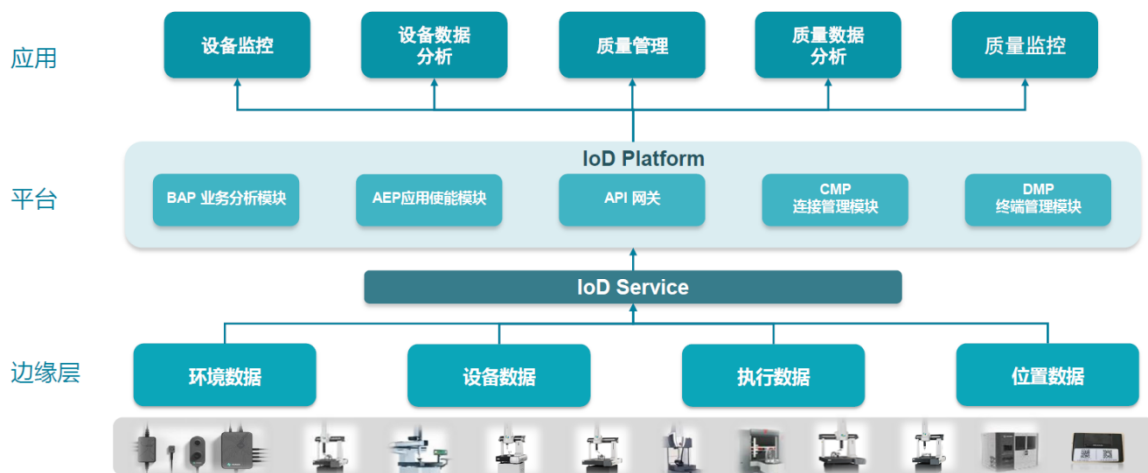 应用
设备监控
设备数据
分析
质量管理
质量数据
分析
质量监控
平台
IoD Platform
BAP 业务分析模块
AEP应用使能模块
API 网关
CMP
连接管理模块
DMP
终端管理模块
IoD Service
边缘层
环境数据
设备数据
执行数据
位置数据